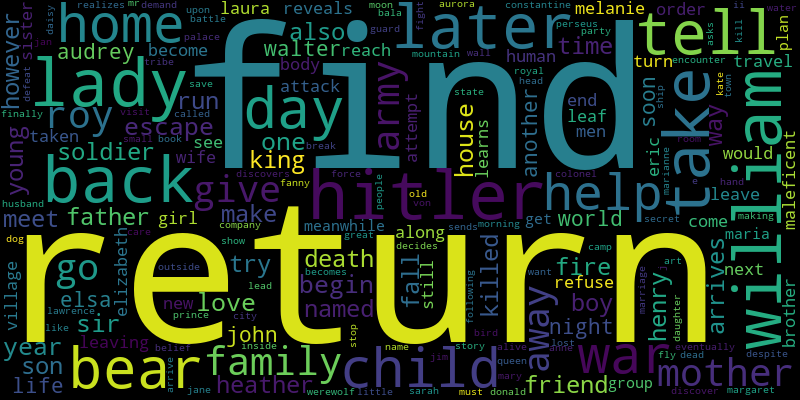 find
return
home
lady
later
tell
william
hitler
back
take
day
help
child
bear
war
mother
family
army
give
roy
escape
king
soldier
house
world
away
killed
henry
arrives
fire
friend
night
boy
love
death
begin
named
john
fall
still
go
sir
try
elsa
year
son
life
heather
meet
father
girl
make
young
however
sister
audrey
become
run
taken
see
wife
one
also
walter
reach
laura
reveals
body
attack
human
melanie
order
time
turn
end
leaf
men
another
learns
attempt
eric
soon
way
plan
travel
would
leave
come
maria
next
maleficent
brother
get
along
meanwhile
elizabeth
village
new
leaving
refuse
group
realizes
mr
demand
daisy
upon
battle
jan
palace
tribe
defeat
save
finally
visit
called
small
book
break
discovers
force
husband
fanny
people
old
von
company
great
show
decides
becomes
care
outside
lead
lawrence
like
prince
city
inside
belief
stop
arrive
jane
werewolf
little
name
jim
sarah
story
queen
mary
must
donald
alive
bird
following
morning
sends
camp
want
lost
anne
marriage
art
daughter
fly
dead
eventually
despite
discover
margaret
secret
hand
making
room
colonel
marianne
state
royal
head
ship
town
kate
asks
kill
encounter
water
ii
party
perseus
constantine
aurora
moon
bala
guard
mountain
wall
fight
dog
e
j